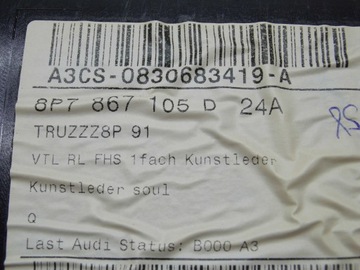 A3CS-0830683419-A
8P7 867 105 D 24A
TRUZZZ8P 91
VTL RL FHS 1fach Kunstleder
Kunstleder soul
Q
Last Audi Status: B000 A3